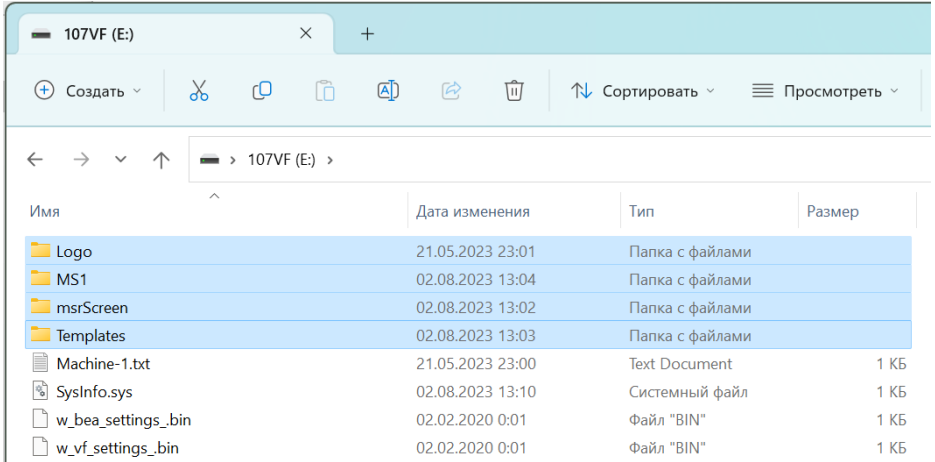 107VF (E:)
Создать Сортировать Просмотреть
107VF (E:)
Имя Дата изменения Тип Размер
Logo 21.05.2023 23:01 Папка с файлами
MS1 02.08.2023 13:04 Папка с файлами
msrScreen 02.08.2023 13:02 Папка с файлами
Templates 02.08.2023 13:03 Папка с файлами
Machine-1.txt 21.05.2023 23:00 Text Document 1 КБ
SysInfo.sys 02.08.2023 13:10 Системный файл 1 КБ
w_bea_settings_.bin 02.02.2020 0:01 Файл "BIN" 1 КБ
w_vf_settings_.bin 02.02.2020 0:01 Файл "BIN" 1 КБ